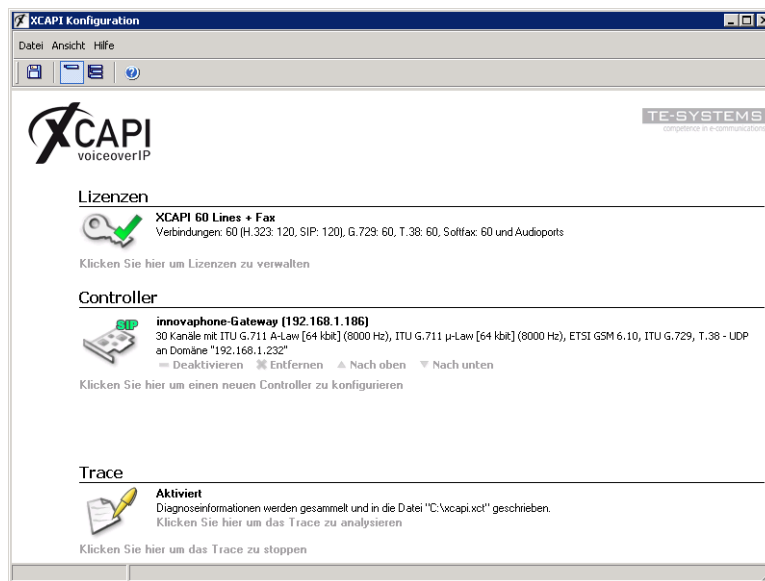 XCAPI Konfiguration
Datei Ansicht Hilfe
XCAPI
voiceoverIP
TE-SYSTEMS
competence in e-communications
Lizenzen
XCAPI 60 Lines + Fax
Verbindungen: 60 (H.323: 120, SIP: 120), G.729: 60, T.38: 60, Softfax: 60 und Audioports
Klicken Sie hier um Lizenzen zu verwalten
Controller
SIP
innovaphone-Gateway (192.168.1.186)
30 Kanäle mit ITU G.711 A-Law [64 kbit] (8000 Hz), ITU G.711 µ-Law [64 kbit] (8000 Hz), ETSI GSM 6.10, ITU G.729, T.38 - UDP
an Domäne "192.168.1.232"
Deaktivieren Entfernen Nach oben Nach unten
Klicken Sie hier um einen neuen Controller zu konfigurieren
Trace
Aktiviert
Diagnoseinformationen werden gesammelt und in die Datei "C:\xcapi.xct" geschrieben.
Klicken Sie hier um das Trace zu analysieren
Klicken Sie hier um das Trace zu stoppen